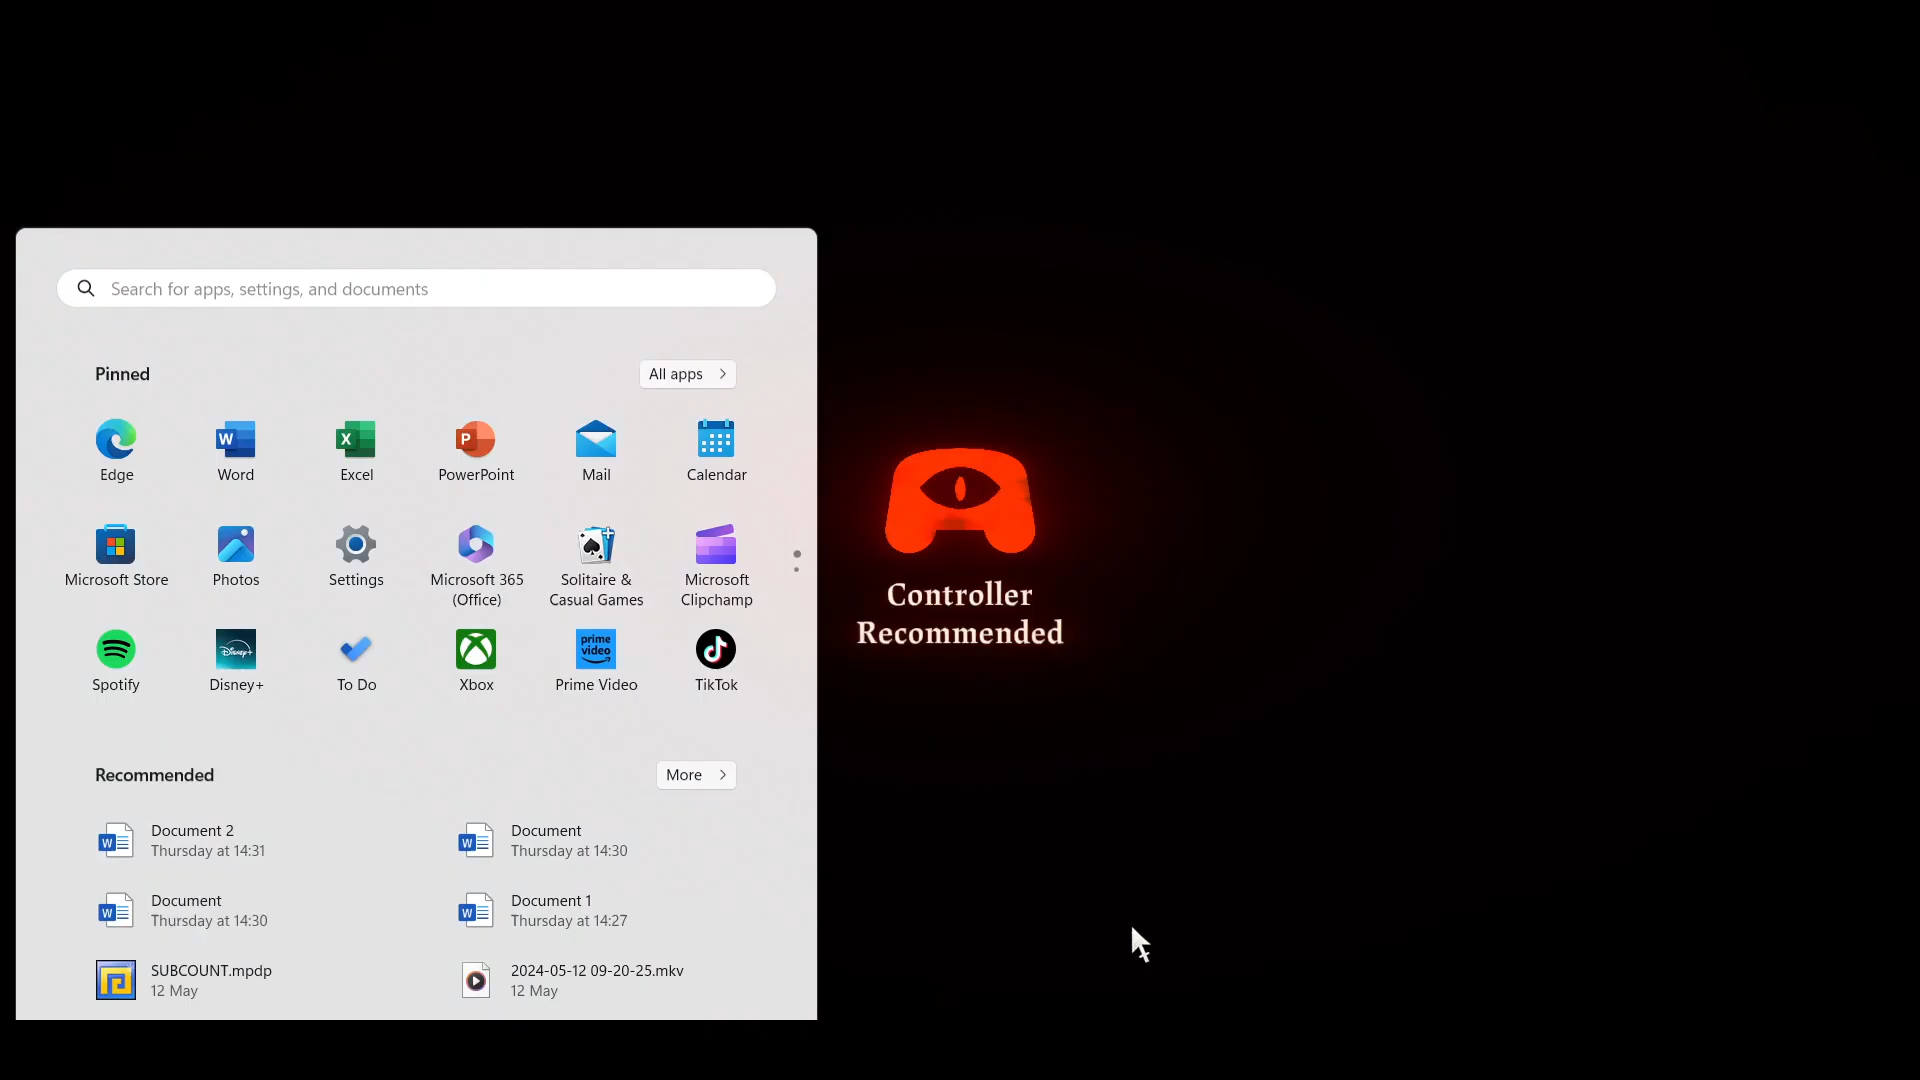 Search for apps, settings, and documents
Pinned
All apps
Edge
Word
Excel
PowerPoint
Mail
Calendar
Microsoft Store
Photos
Settings
Microsoft 365
(Office)
Solitaire &
Casual Games
Microsoft
Clipchamp
Spotify
Disney+
To Do
Xbox
prime
video
Prime Video
TikTok
Controller
Recommended
Recommended
More
Document 2
Thursday at 14:31
Document
Thursday at 14:30
Document
Thursday at 14:30
Document 1
Thursday at 14:27
SUBCOUNT.mpdp
12 May
2024-05-12 09-20-25.mkv
12 May